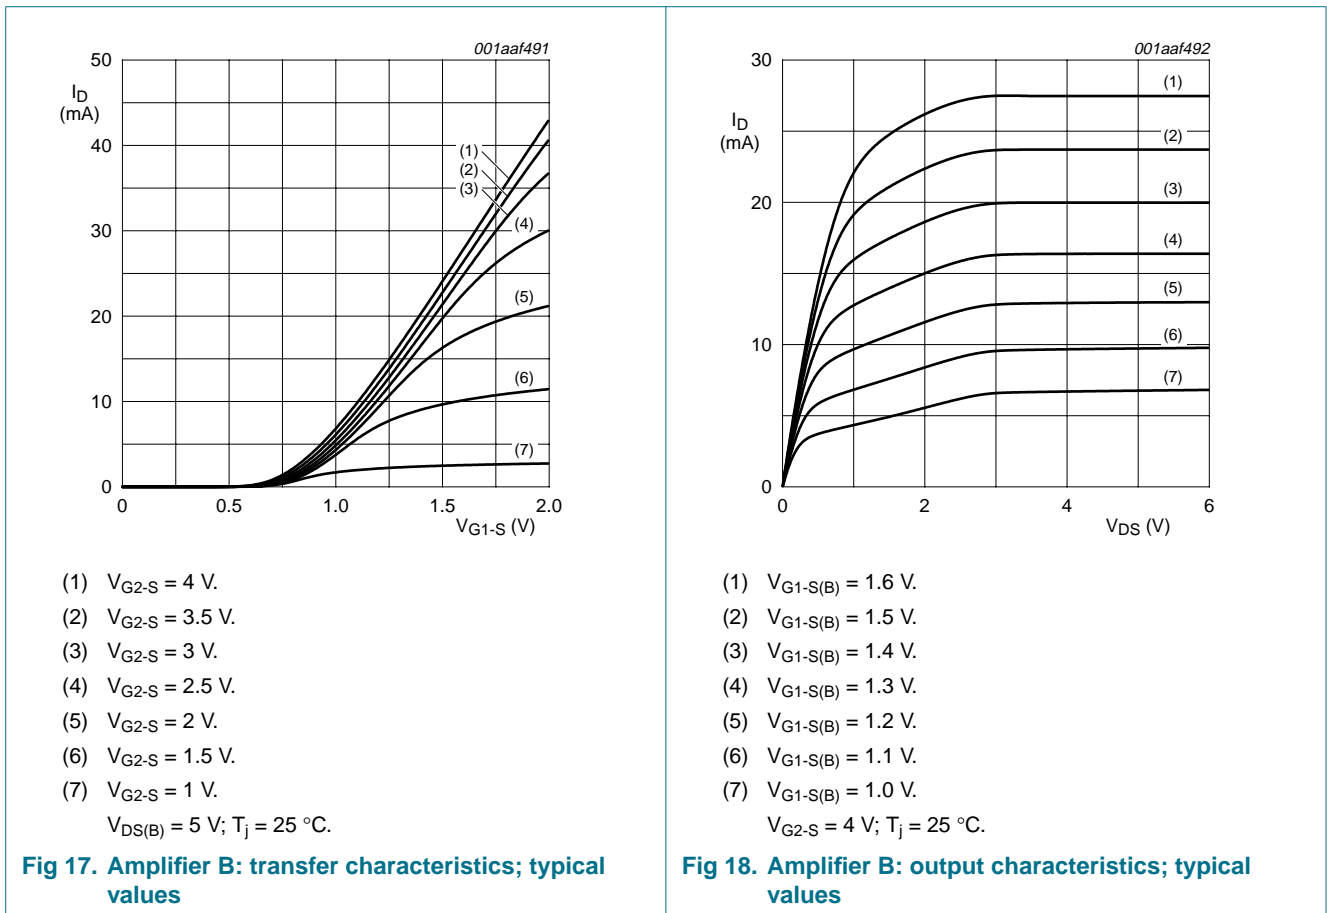 001aaf491
50
I_D
(mA)
40
(1)
(2)
(3)
30
(4)
(5)
20
(6)
10
(7)
0
0 0.5 1.0 1.5 2.0
V_G1-S (V)
(1) V_G2-S = 4 V.
(2) V_G2-S = 3.5 V.
(3) V_G2-S = 3 V.
(4) V_G2-S = 2.5 V.
(5) V_G2-S = 2 V.
(6) V_G2-S = 1.5 V.
(7) V_G2-S = 1 V.
V_DS(B) = 5 V; T_j = 25 °C.
Fig 17. Amplifier B: transfer characteristics; typical
values
001aaf492
30
(1)
I_D
(mA)
(2)
20
(3)
(4)
(5)
10
(6)
(7)
0
0 2 4 6
V_DS (V)
(1) V_G1-S(B) = 1.6 V.
(2) V_G1-S(B) = 1.5 V.
(3) V_G1-S(B) = 1.4 V.
(4) V_G1-S(B) = 1.3 V.
(5) V_G1-S(B) = 1.2 V.
(6) V_G1-S(B) = 1.1 V.
(7) V_G1-S(B) = 1.0 V.
V_G2-S = 4 V; T_j = 25 °C.
Fig 18. Amplifier B: output characteristics; typical
values